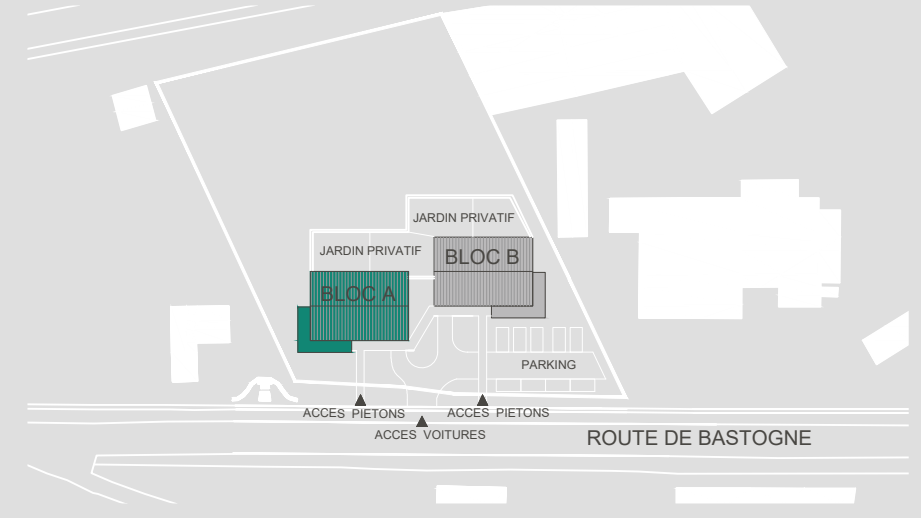 JARDIN PRIVATIF
JARDIN PRIVATIF
BLOC B
BLOC A
PARKING
ACCES PIETONS
ACCES PIETONS
ACCES VOITURES
ROUTE DE BASTOGNE